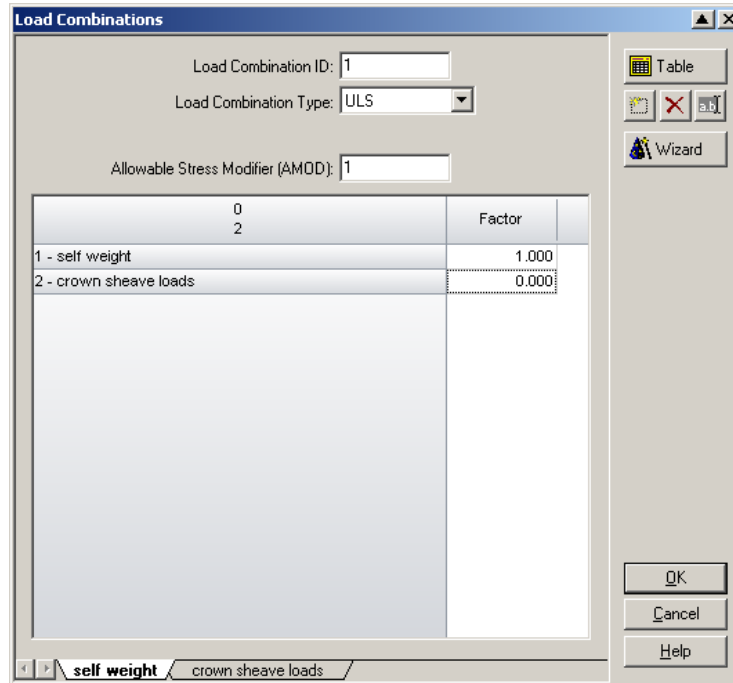 Load Combinations
Load Combination ID: 1
Table
Load Combination Type: ULS
a.b
Wizard
Allowable Stress Modifier (AMOD): 1
0
2
Factor
1 - self weight 1.000
2 - crown sheave loads 0.000
OK
Cancel
Help
self weight crown sheave loads